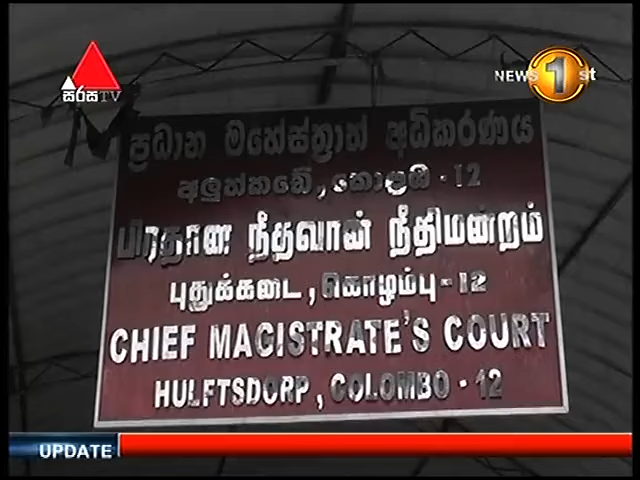 සිරස TV
NEWS 1st
ප්‍රධාන මහේස්ත්‍රාත් අධිකරණය
අලුත්කඩේ, කොළඹ - 12
பிரதான நீதவான் நீதிமன்றம்
புதுக்கடை, கொழும்பு - 12
CHIEF MAGISTRATE'S COURT
HULFTSDORP, COLOMBO - 12
UPDATE